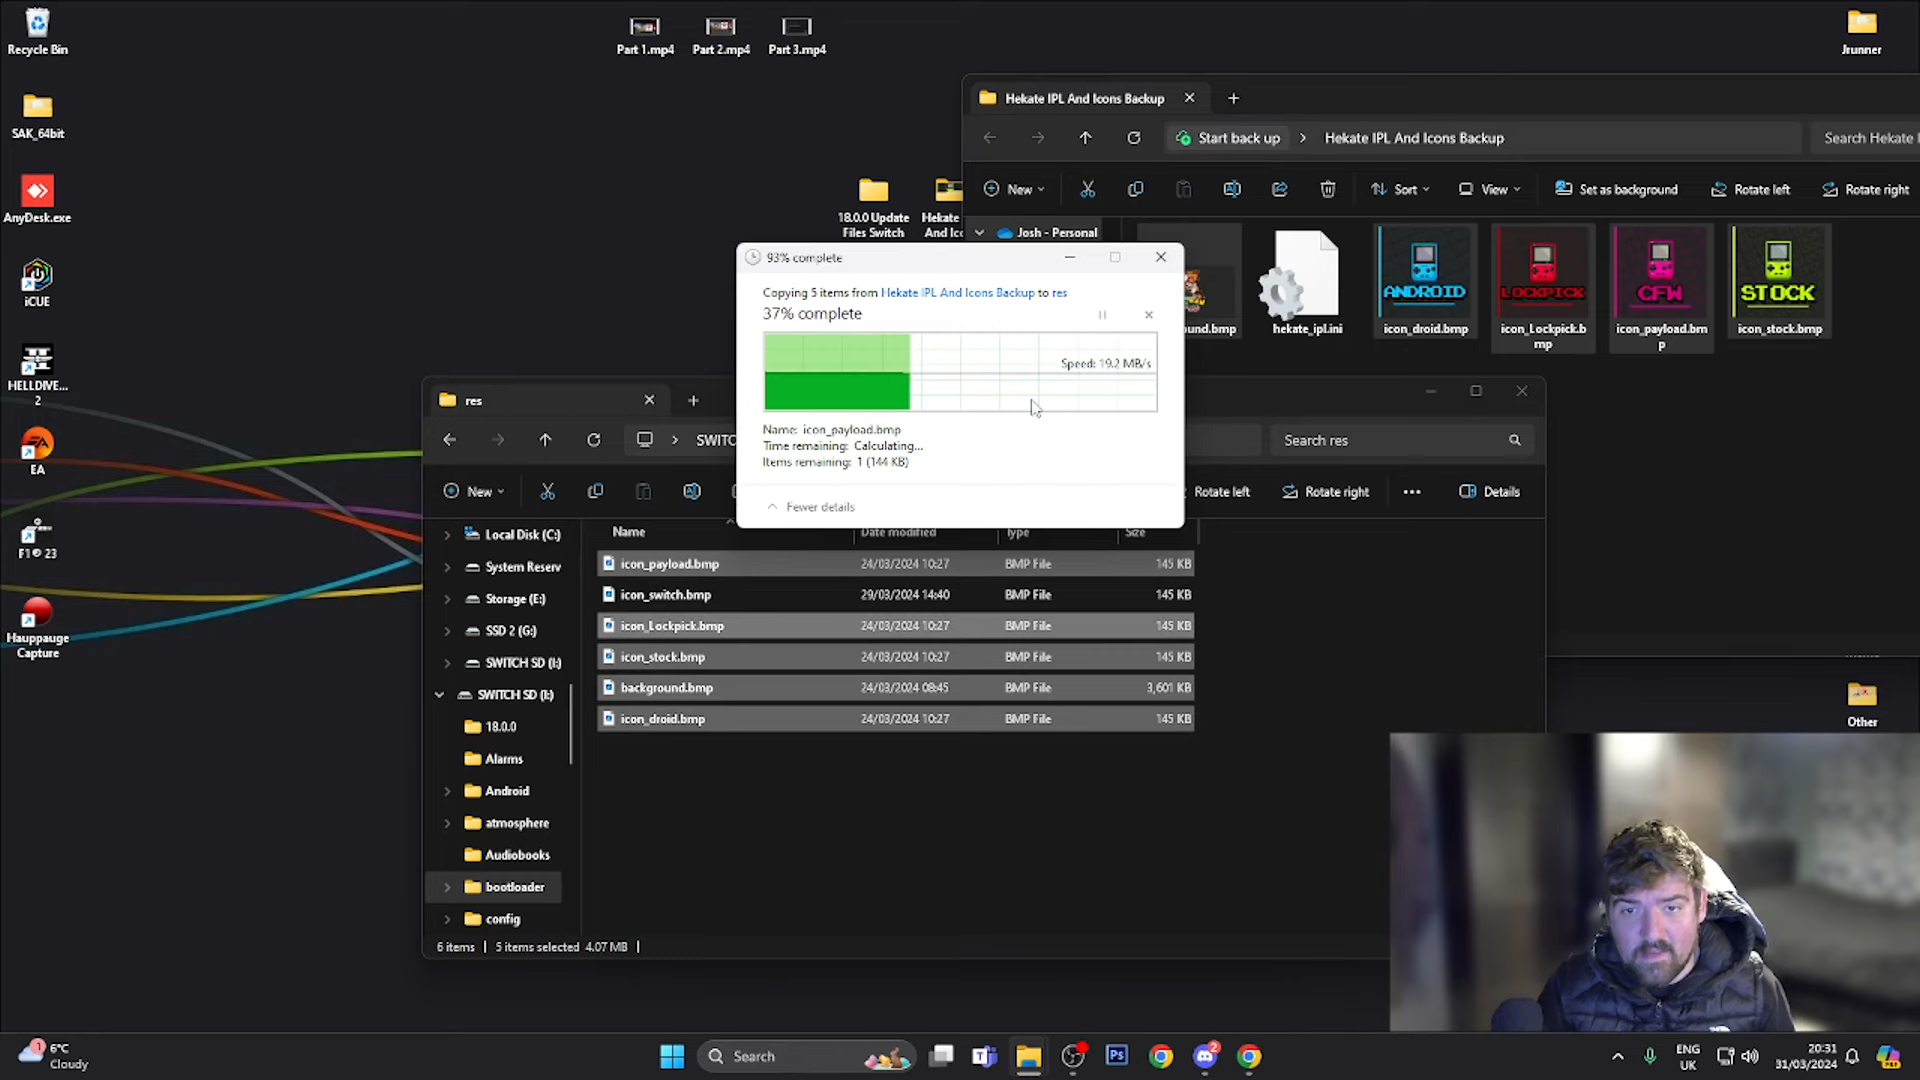 Recycle Bin
SAK_64bit
AnyDesk.exe
iCUE
HELLDIVE...
2
EA
F1® 23
Hauppauge
Capture
Part 1.mp4
Part 2.mp4
Part 3.mp4
Jrunner
18.0.0 Update
Files Switch
Hekate
And Ico
Other
Hekate IPL And Icons Backup
Start back up > Hekate IPL And Icons Backup
Search Hekate I
New
Sort
View
Set as background
Rotate left
Rotate right
Josh - Personal
ound.bmp
hekate_ipl.ini
ANDROID
icon_droid.bmp
LOCKPICK
icon_Lockpick.b
mp
CFW
icon_payload.bm
p
STOCK
icon_stock.bmp
93% complete
Copying 5 items from Hekate IPL And Icons Backup to res
37% complete
Speed: 19.2 MB/s
Name: icon_payload.bmp
Time remaining: Calculating...
Items remaining: 1 (144 KB)
Fewer details
res
SWITC
Search res
New
Rotate left
Rotate right
Details
Name Date modified Type Size
icon_payload.bmp 24/03/2024 10:27 BMP File 145 KB
icon_switch.bmp 29/03/2024 14:40 BMP File 145 KB
icon_Lockpick.bmp 24/03/2024 10:27 BMP File 145 KB
icon_stock.bmp 24/03/2024 10:27 BMP File 145 KB
background.bmp 24/03/2024 08:45 BMP File 3,601 KB
icon_droid.bmp 24/03/2024 10:27 BMP File 145 KB
Local Disk (C:)
System Reserv
Storage (E:)
SSD 2 (G:)
SWITCH SD (I:)
SWITCH SD (I:)
18.0.0
Alarms
Android
atmosphere
Audiobooks
bootloader
config
6 items | 5 items selected 4.07 MB |
1
6°C
Cloudy
Search
2
ENG
UK
20:31
31/03/2024